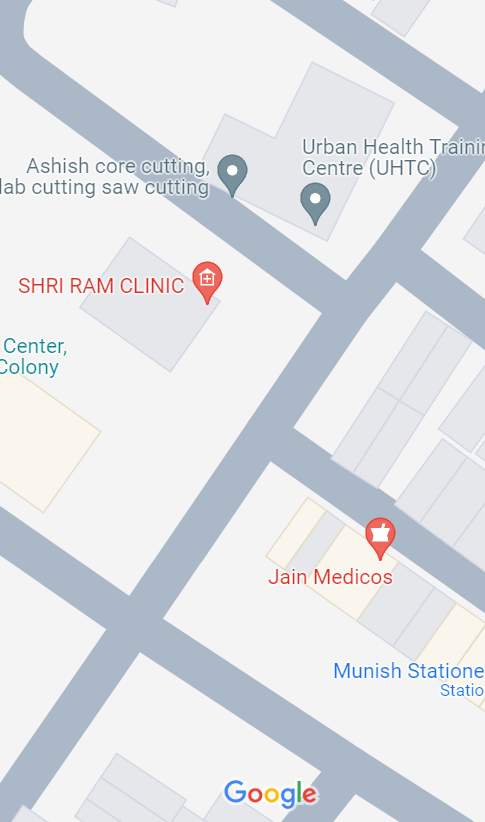 Urban Health Trainin
Centre (UHTC)
Ashish core cutting,
lab cutting saw cutting
SHRI RAM CLINIC
Center,
Colony
Jain Medicos
Munish Statione
Statio
Google